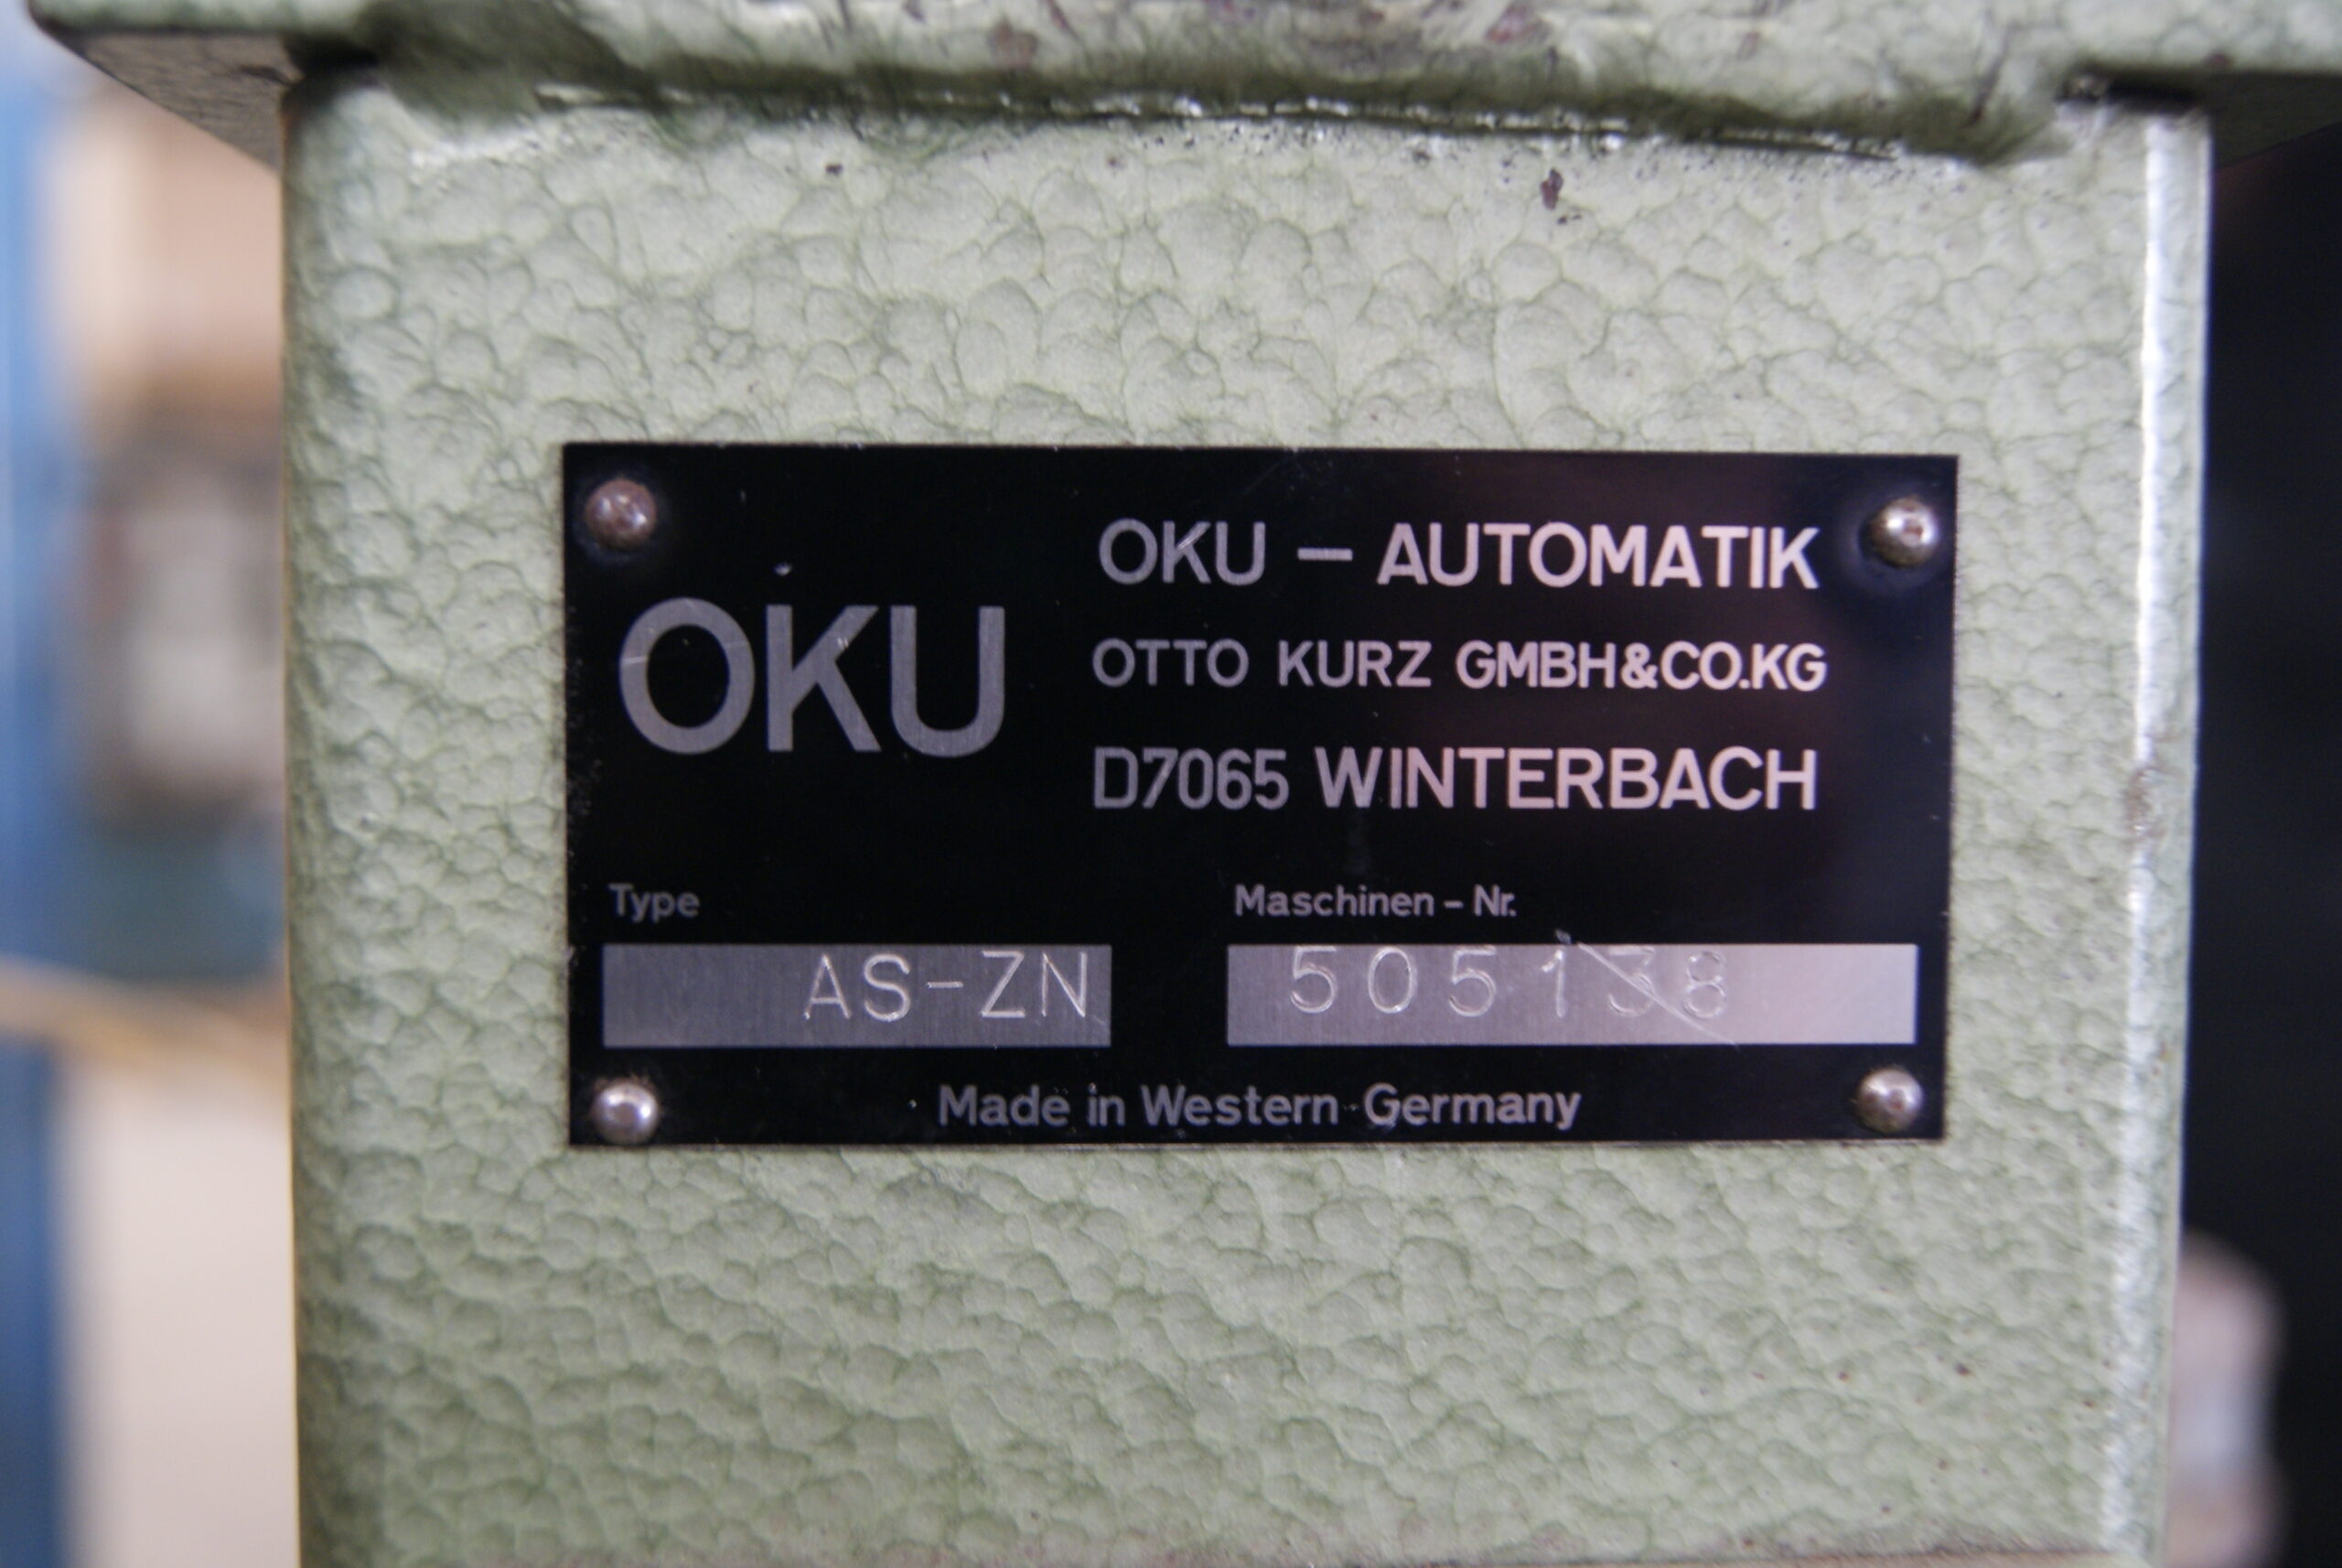 OKU
OKU — AUTOMATIK
OTTO KURZ GMBH&CO.KG
D7065 WINTERBACH
Type
AS-ZN
Maschinen – Nr.
505138
Made in Western Germany